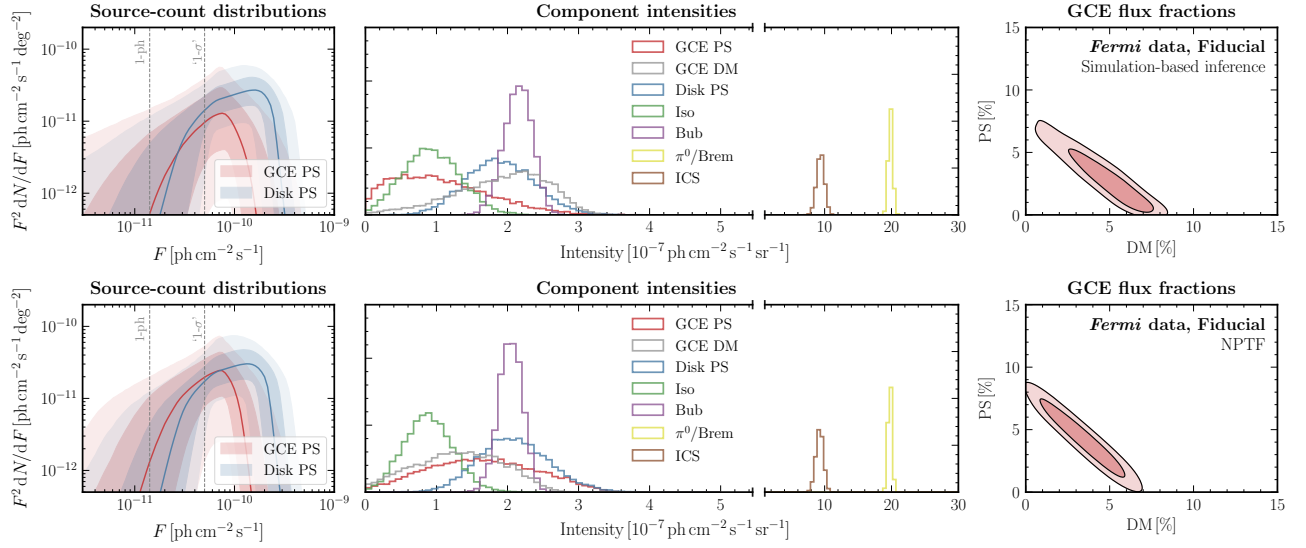 Source-count distributions
F² dN/dF [ph cm⁻² s⁻¹ deg⁻²]
10⁻¹⁰
10⁻¹¹
10⁻¹²
1-ph
'1-σ'
GCE PS
Disk PS
10⁻¹¹ 10⁻¹⁰ 10⁻⁹
F [ph cm⁻² s⁻¹]
Component intensities
GCE PS
GCE DM
Disk PS
Iso
Bub
π⁰/Brem
ICS
0 1 2 3 4 5 10 20 30
Intensity [10⁻⁷ ph cm⁻² s⁻¹ sr⁻¹]
GCE flux fractions
Fermi data, Fiducial
Simulation-based inference
PS [%]
15
10
5
0
0 5 10 15
DM [%]
Source-count distributions
F² dN/dF [ph cm⁻² s⁻¹ deg⁻²]
10⁻¹⁰
10⁻¹¹
10⁻¹²
1-ph
'1-σ'
GCE PS
Disk PS
10⁻¹¹ 10⁻¹⁰ 10⁻⁹
F [ph cm⁻² s⁻¹]
Component intensities
GCE PS
GCE DM
Disk PS
Iso
Bub
π⁰/Brem
ICS
0 1 2 3 4 5 10 20 30
Intensity [10⁻⁷ ph cm⁻² s⁻¹ sr⁻¹]
GCE flux fractions
Fermi data, Fiducial
NPTF
PS [%]
15
10
5
0
0 5 10 15
DM [%]